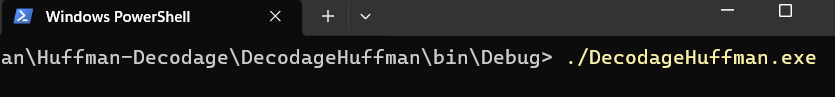 Windows PowerShell
an\Huffman-Decodage\DecodageHuffman\bin\Debug> ./DecodageHuffman.exe